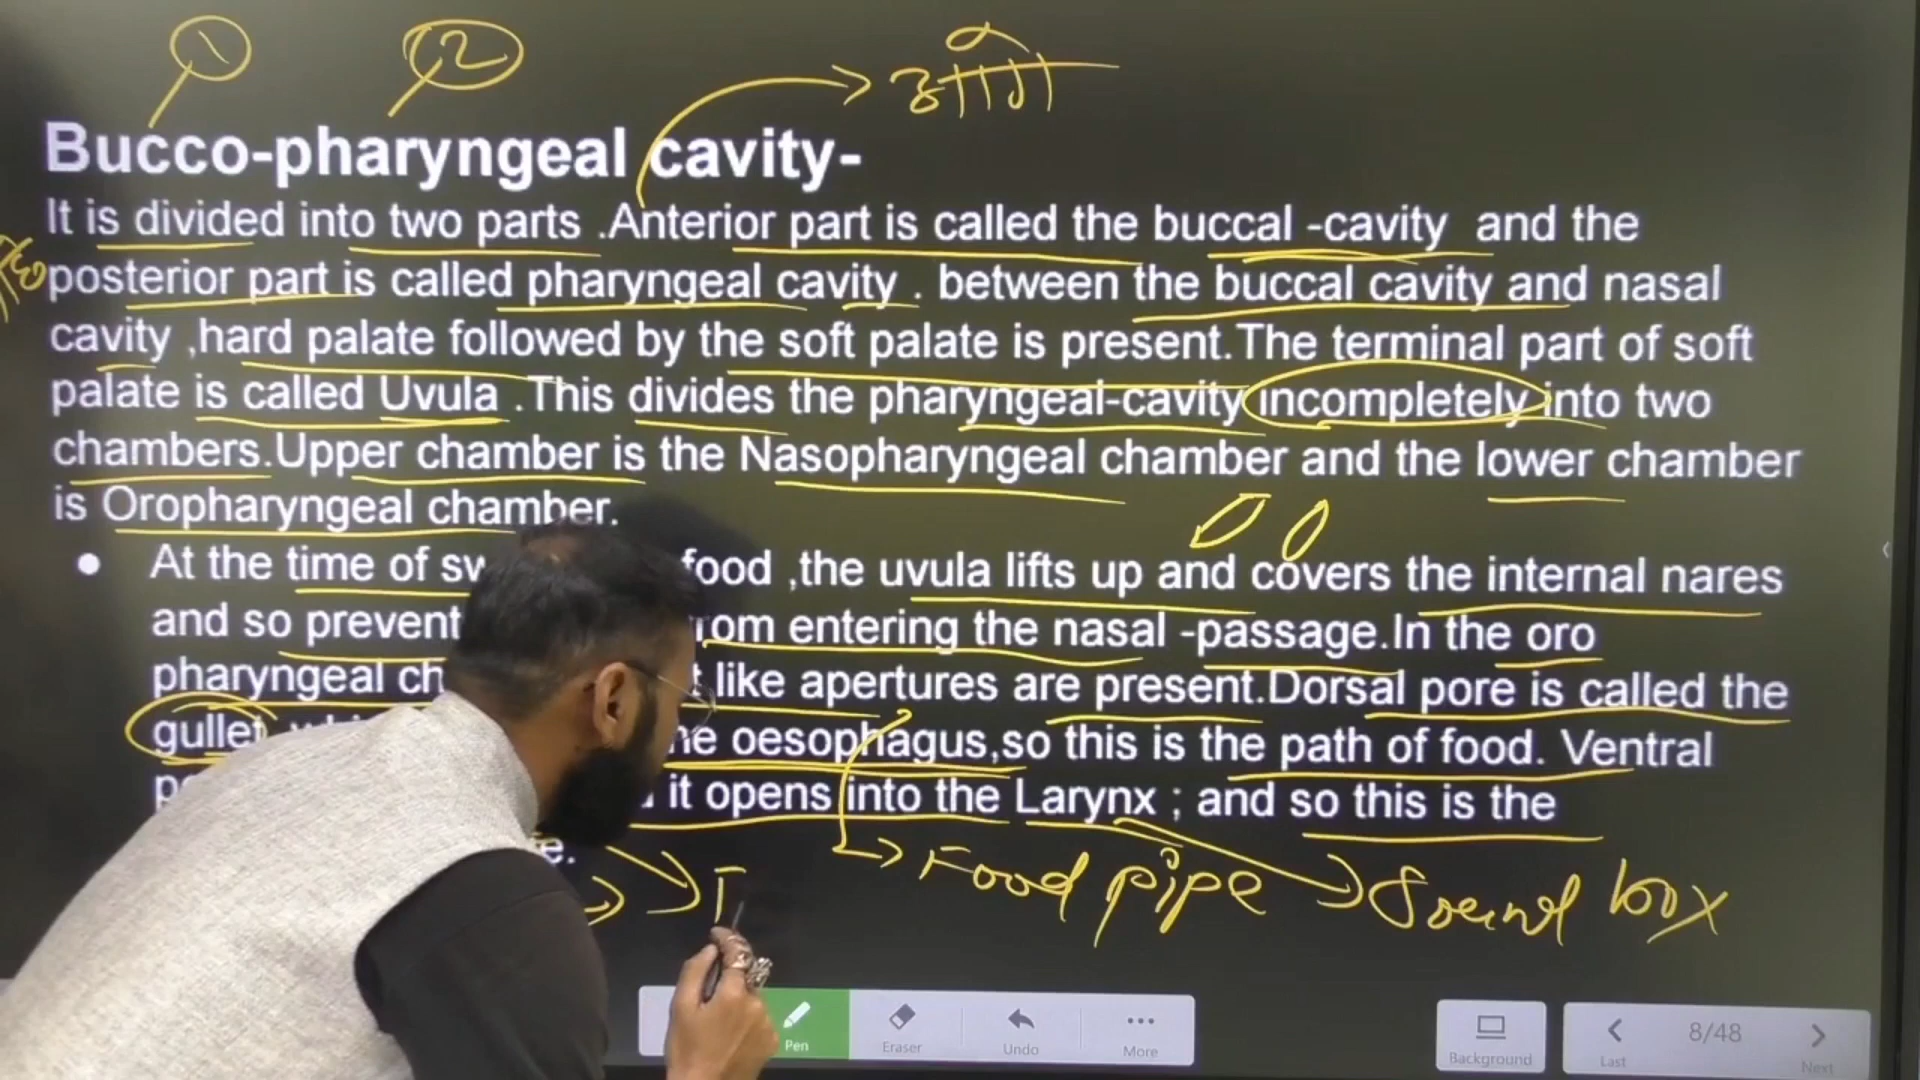 1 2 आगे
Bucco-pharyngeal cavity-
It is divided into two parts .Anterior part is called the buccal -cavity and the
posterior part is called pharyngeal cavity . between the buccal cavity and nasal
cavity ,hard palate followed by the soft palate is present.The terminal part of soft
palate is called Uvula .This divides the pharyngeal-cavity incompletely into two
chambers.Upper chamber is the Nasopharyngeal chamber and the lower chamber
is Oropharyngeal chamber.
● At the time of food ,the uvula lifts up and covers the internal nares
and so prevent entering the nasal -passage.In the oro
pharyngeal like apertures are present.Dorsal pore is called the
gullet oesophagus,so this is the path of food. Ventral
it opens into the Larynx ; and so this is the
Food pipe Sound box
Pen Eraser Undo More Background Last 8/48 Next